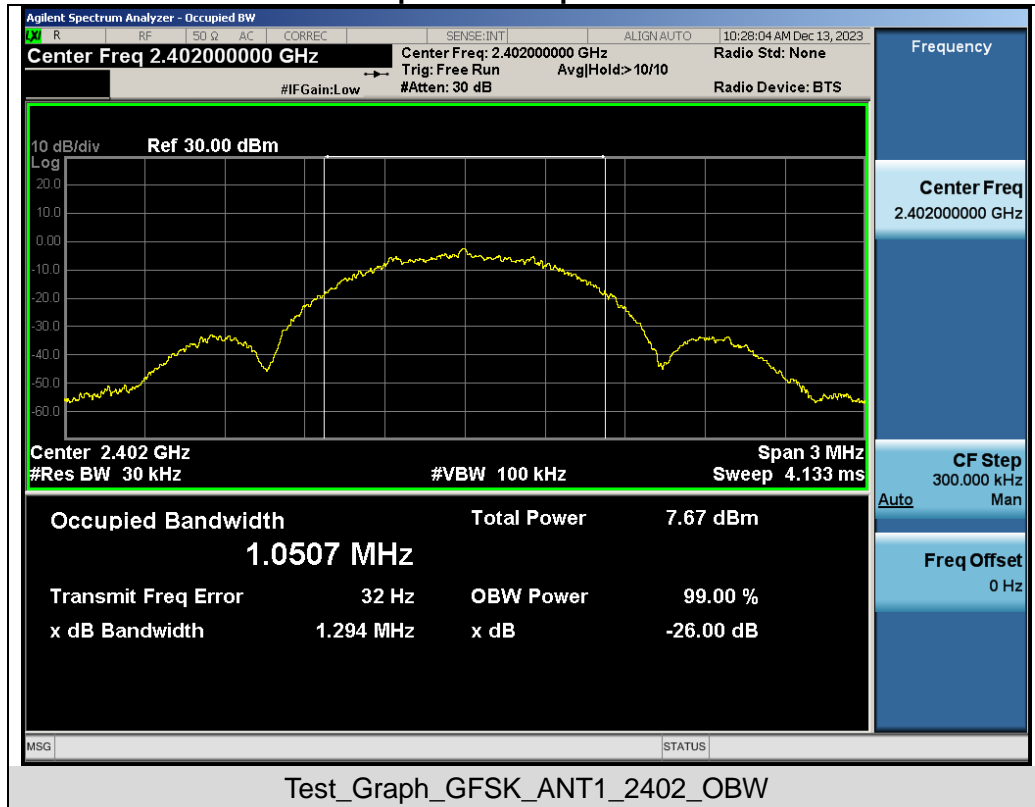 Agilent Spectrum Analyzer - Occupied BW
LXI R RF 50 Ω AC CORREC SENSE:INT ALIGN AUTO 10:28:04 AM Dec 13, 2023
Center Freq 2.402000000 GHz Center Freq: 2.402000000 GHz Radio Std: None
Trig: Free Run Avg|Hold:>10/10
#IFGain:Low #Atten: 30 dB Radio Device: BTS
10 dB/div Ref 30.00 dBm
Log
20.0
10.0
0.00
-10.0
-20.0
-30.0
-40.0
-50.0
-60.0
Center 2.402 GHz Span 3 MHz
#Res BW 30 kHz #VBW 100 kHz Sweep 4.133 ms
Occupied Bandwidth Total Power 7.67 dBm
1.0507 MHz
Transmit Freq Error 32 Hz OBW Power 99.00 %
x dB Bandwidth 1.294 MHz x dB -26.00 dB
MSG STATUS
Frequency
Center Freq
2.402000000 GHz
CF Step
300.000 kHz
Auto Man
Freq Offset
0 Hz
Test_Graph_GFSK_ANT1_2402_OBW